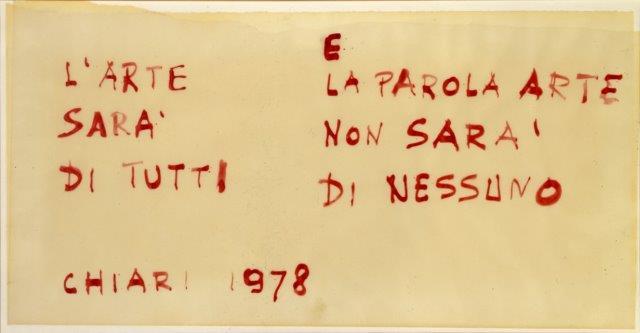 L'ARTE
SARA'
DI TUTTI
E
LA PAROLA ARTE
NON SARA'
DI NESSUNO
CHIARI 1978